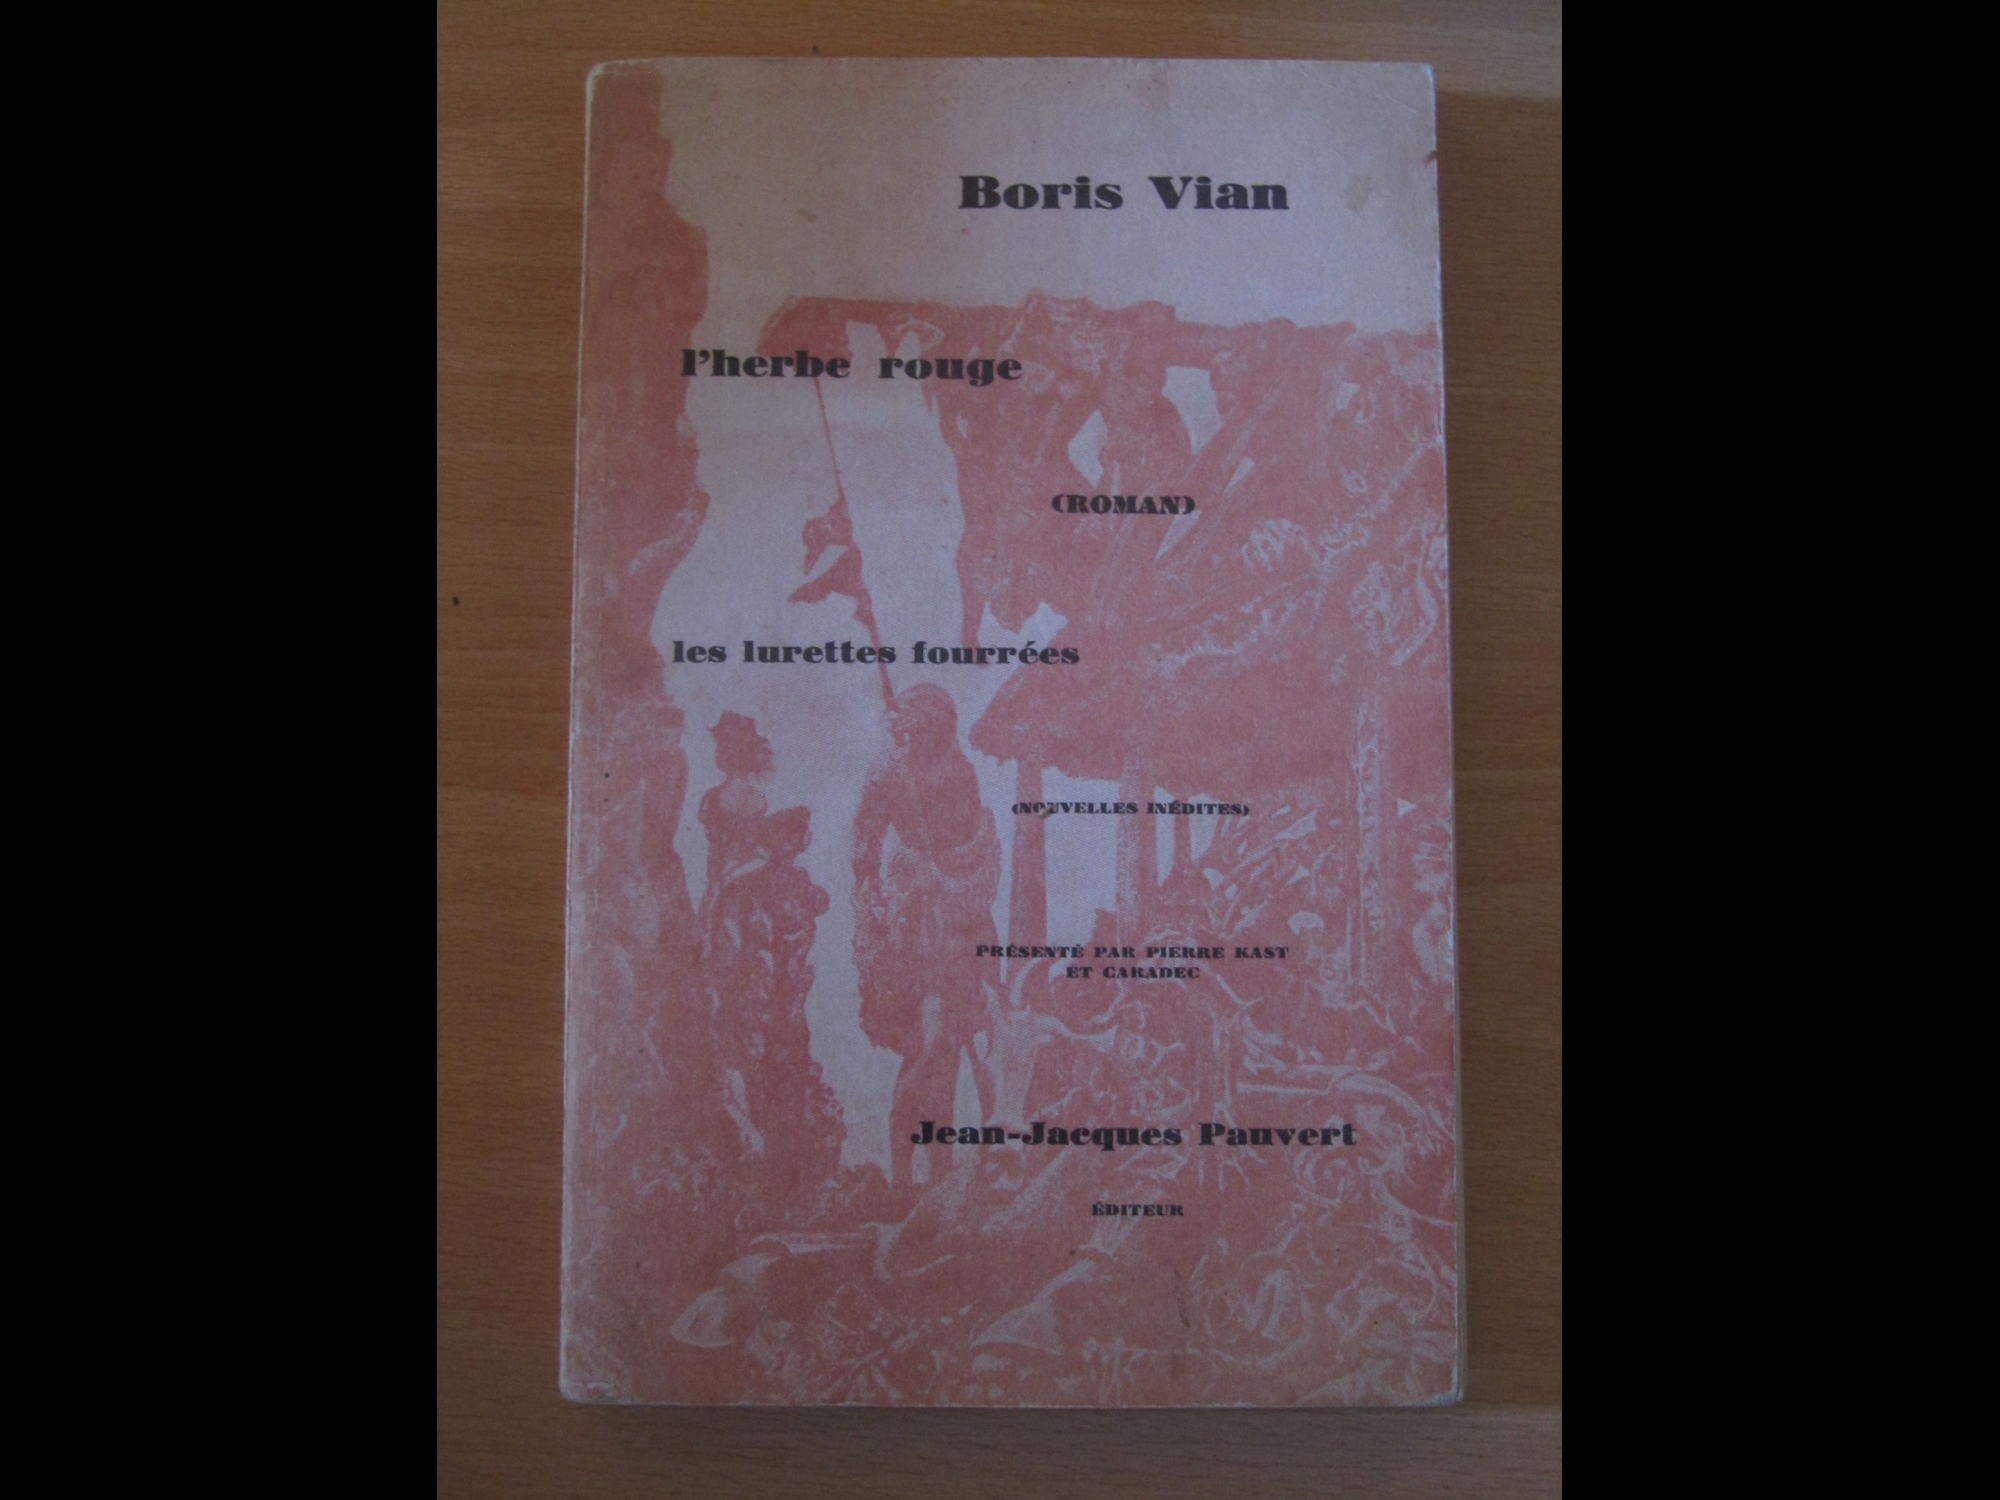 Boris Vian
l'herbe rouge
(ROMAN)
les lurettes fourrées
(NOUVELLES INÉDITES)
PRÉSENTÉ PAR PIERRE KAST
ET CARADEC
Jean-Jacques Pauvert
ÉDITEUR